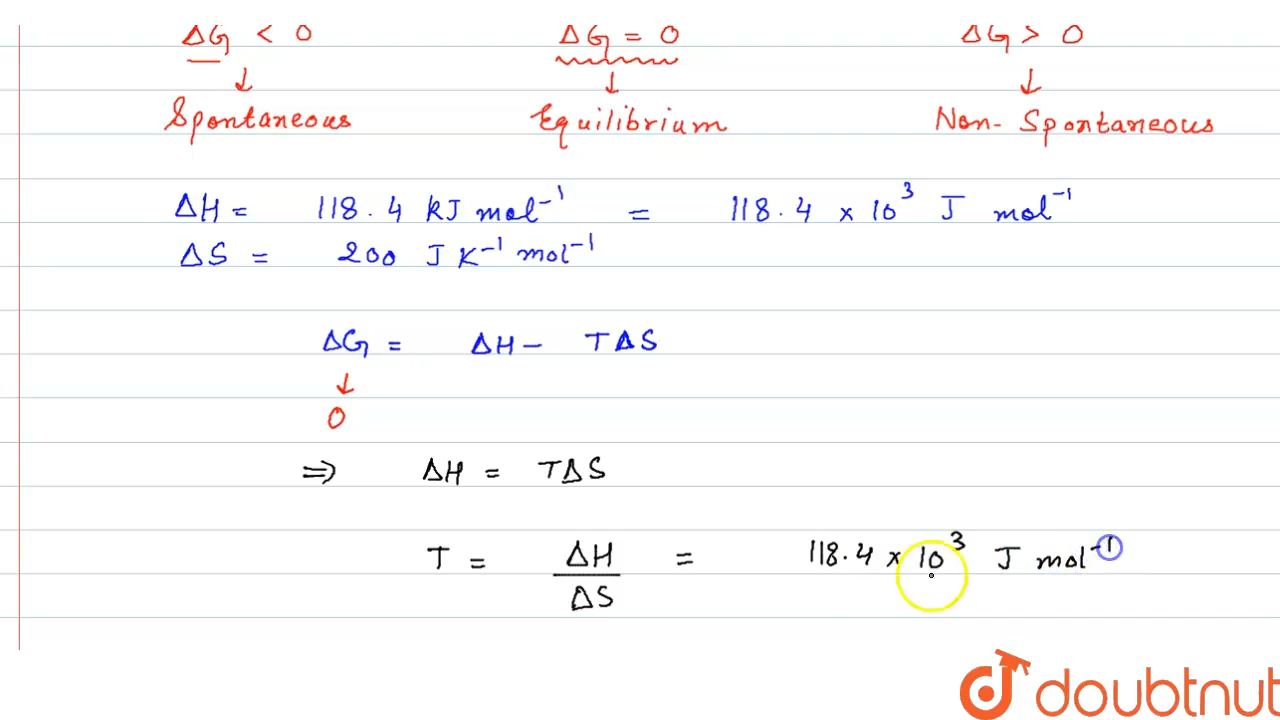 ΔG < 0 ΔG = 0 ΔG > 0
↓ ↓ ↓
Spontaneous Equilibrium Non-Spontaneous
ΔH = 118.4 kJ mol⁻¹ = 118.4 × 10³ J mol⁻¹
ΔS = 200 J K⁻¹ mol⁻¹
ΔG = ΔH - TΔS
↓
0
⇒ ΔH = TΔS
T = ΔH/ΔS = 118.4 × 10³ J mol⁻¹
doubtnut